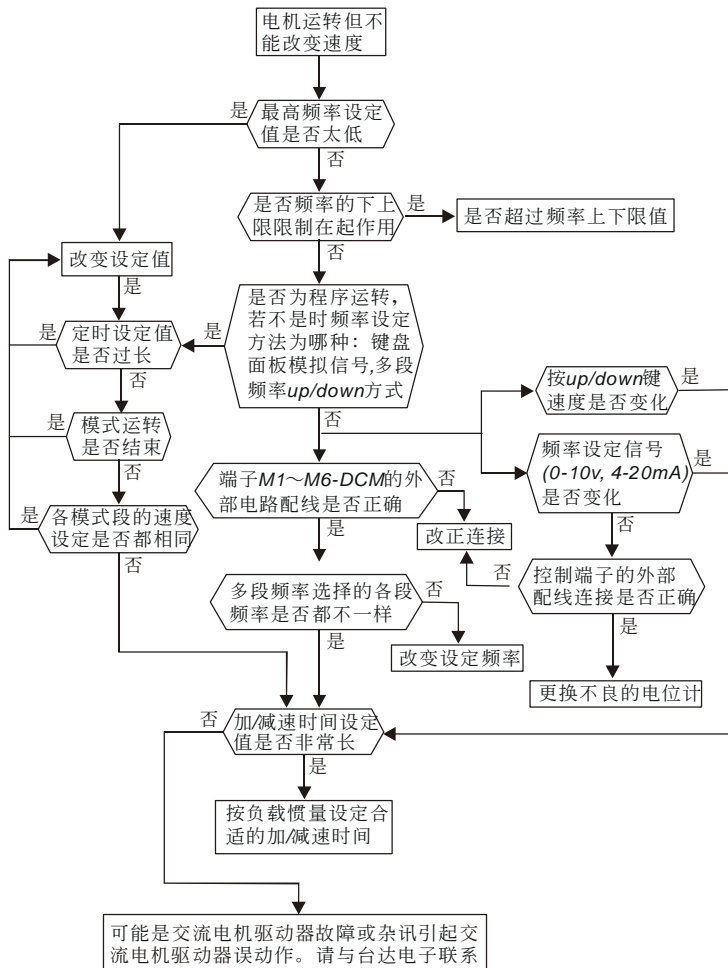 电机运转但不
能改变速度
是
最高频率设定
值是否太低
否
是否频率的下上
限限制在起作用
是
是否超过频率上下限值
否
改变设定值
是
是否为程序运转，
若不是时频率设定
方法为哪种：键盘
面板模拟信号,多段
频率up/down方式
是
是
定时设定值
是否过长
否
否
按up/down键
速度是否变化
是
是
模式运转
是否结束
否
端子M1～M6-DCM的外
部电路配线是否正确
否
是
频率设定信号
(0-10v, 4-20mA)
是否变化
是
否
是
各模式段的速度
设定是否都相同
否
改正连接
否
控制端子的外部
配线连接是否正确
是
多段频率选择的各段
频率是否都不一样
否
是
改变设定频率
更换不良的电位计
否
加/减速时间设定
值是否非常长
是
按负载惯量设定合
适的加/减速时间
可能是交流电机驱动器故障或杂讯引起交
流电机驱动器误动作。请与台达电子联系